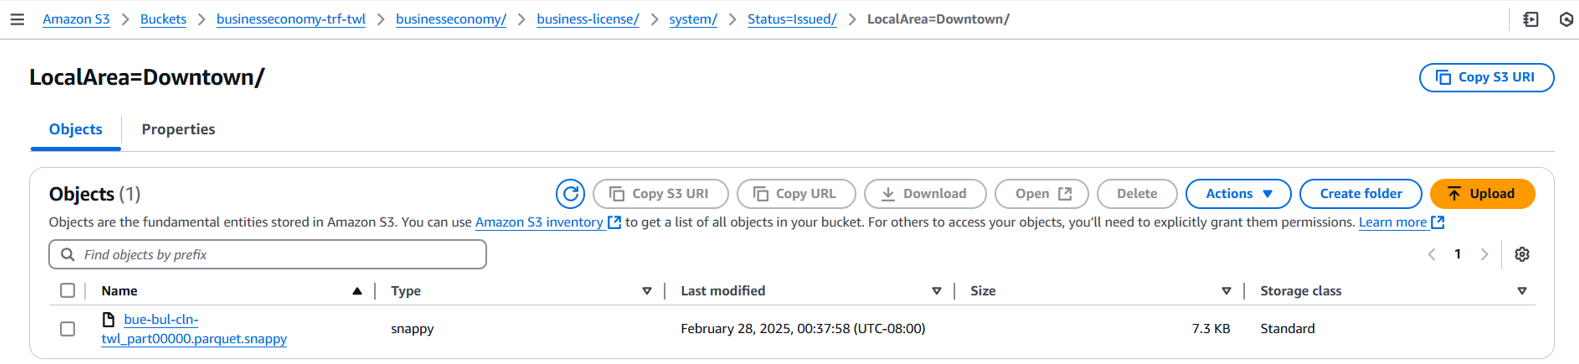 Amazon S3 > Buckets > businesseconomy-trf-twl > businesseconomy/ > business-license/ > system/ > Status=Issued/ > LocalArea=Downtown/
LocalArea=Downtown/
Copy S3 URI
Objects Properties
Objects (1)
Copy S3 URI Copy URL Download Open Delete Actions Create folder Upload
Objects are the fundamental entities stored in Amazon S3. You can use Amazon S3 inventory to get a list of all objects in your bucket. For others to access your objects, you’ll need to explicitly grant them permissions. Learn more
Find objects by prefix
1
Name Type Last modified Size Storage class
bue-bul-cln-
twl_part00000.parquet.snappy
snappy February 28, 2025, 00:37:58 (UTC-08:00) 7.3 KB Standard